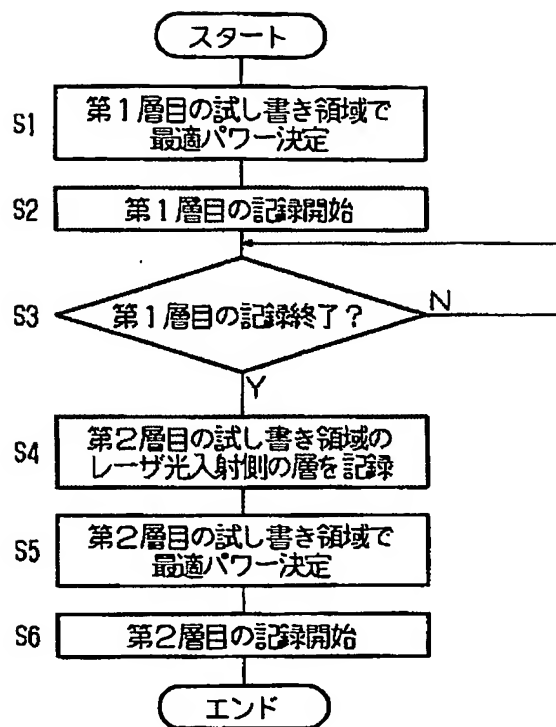 スタート
S1
第1層目の試し書き領域で
最適パワー決定
S2
第1層目の記録開始
S3
第1層目の記録終了？
N
Y
S4
第2層目の試し書き領域の
レーザ光入射側の層を記録
S5
第2層目の試し書き領域で
最適パワー決定
S6
第2層目の記録開始
エンド